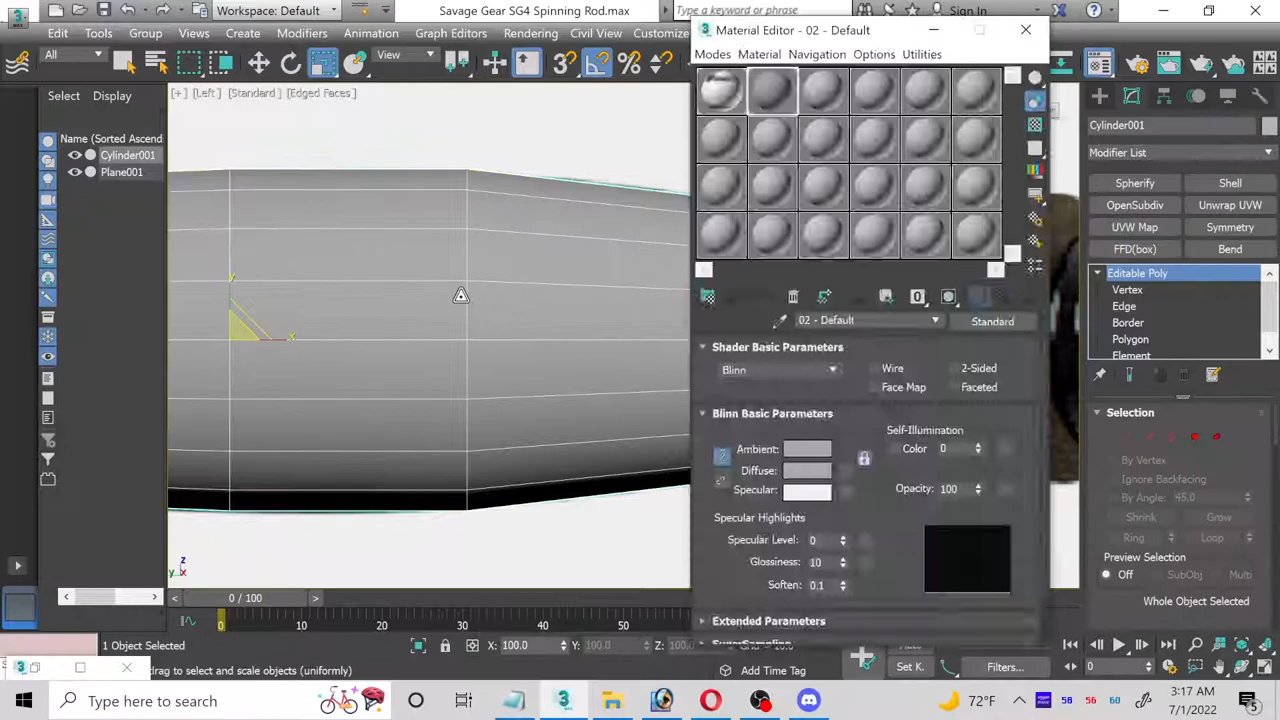 Workspaces: Default
Savage Gear SG4 Spinning Rod.max
Type a keyword or phrase
Sign In
Edit Tools Group Views Create Modifiers Animation Graph Editors Rendering Civil View
View
Select Display
Name (Sorted Ascend
Cylinder001
Plane001
[+] [Left] [Standard] [Edged Faces]
Material Editor - 02 - Default
Modes Material Navigation Options Utilities
02 - Default
Standard
Shader Basic Parameters
Blinn
Wire
2-Sided
Face Map
Faceted
Blinn Basic Parameters
Self-Illumination
Ambient:
Color 0
Diffuse:
Specular:
Opacity: 100
Specular Highlights
Specular Level: 0
Glossiness: 10
Soften: 0.1
Extended Parameters
SuperSampling
Cylinder001
Modifier List
Spherify Shell
OpenSubdiv Unwrap UVW
UVW Map Symmetry
FFD(box) Bend
Editable Poly
Vertex
Edge
Border
Polygon
Element
Selection
By Vertex
Ignore Backfacing
By Angle: 45.0
Shrink Grow
Ring Loop
Preview Selection
Off SubObj Multi
Whole Object Selected
y
x
z
y x
0 / 100
0 10 20 30 40 50
1 Object Selected
X: 100.0 Y: 100.0 Z: 100.0
drag to select and scale objects (uniformly)
Add Time Tag
Set K.
Filters...
0
Type here to search
72°F
58 56 60
3:17 AM
7/1/2022
5